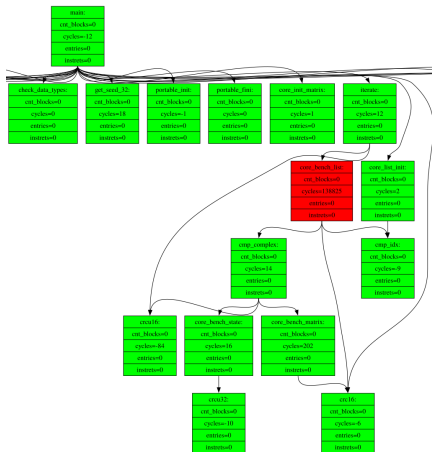 main:
cnt_blocks=0
cycles=-12
entries=0
instrets=0
check_data_types:
cnt_blocks=0
cycles=0
entries=0
instrets=0
get_seed_32:
cnt_blocks=0
cycles=18
entries=0
instrets=0
portable_init:
cnt_blocks=0
cycles=-1
entries=0
instrets=0
portable_fini:
cnt_blocks=0
cycles=0
entries=0
instrets=0
core_init_matrix:
cnt_blocks=0
cycles=1
entries=0
instrets=0
iterate:
cnt_blocks=0
cycles=12
entries=0
instrets=0
core_bench_list:
cnt_blocks=0
entries=0
instrets=0
core_list_init:
cnt_blocks=0
cycles=2
entries=0
instrets=0
cmp_complex:
cnt_blocks=0
cycles=14
entries=0
instrets=0
cmp_idx:
cnt_blocks=0
cycles=-9
entries=0
instrets=0
crcu16:
cnt_blocks=0
cycles=-84
entries=0
instrets=0
core_bench_state:
cnt_blocks=0
cycles=16
entries=0
instrets=0
core_bench_matrix:
cnt_blocks=0
cycles=202
entries=0
instrets=0
crcu32:
cnt_blocks=0
cycles=-10
entries=0
instrets=0
crc16:
cnt_blocks=0
cycles=-6
entries=0
instrets=0